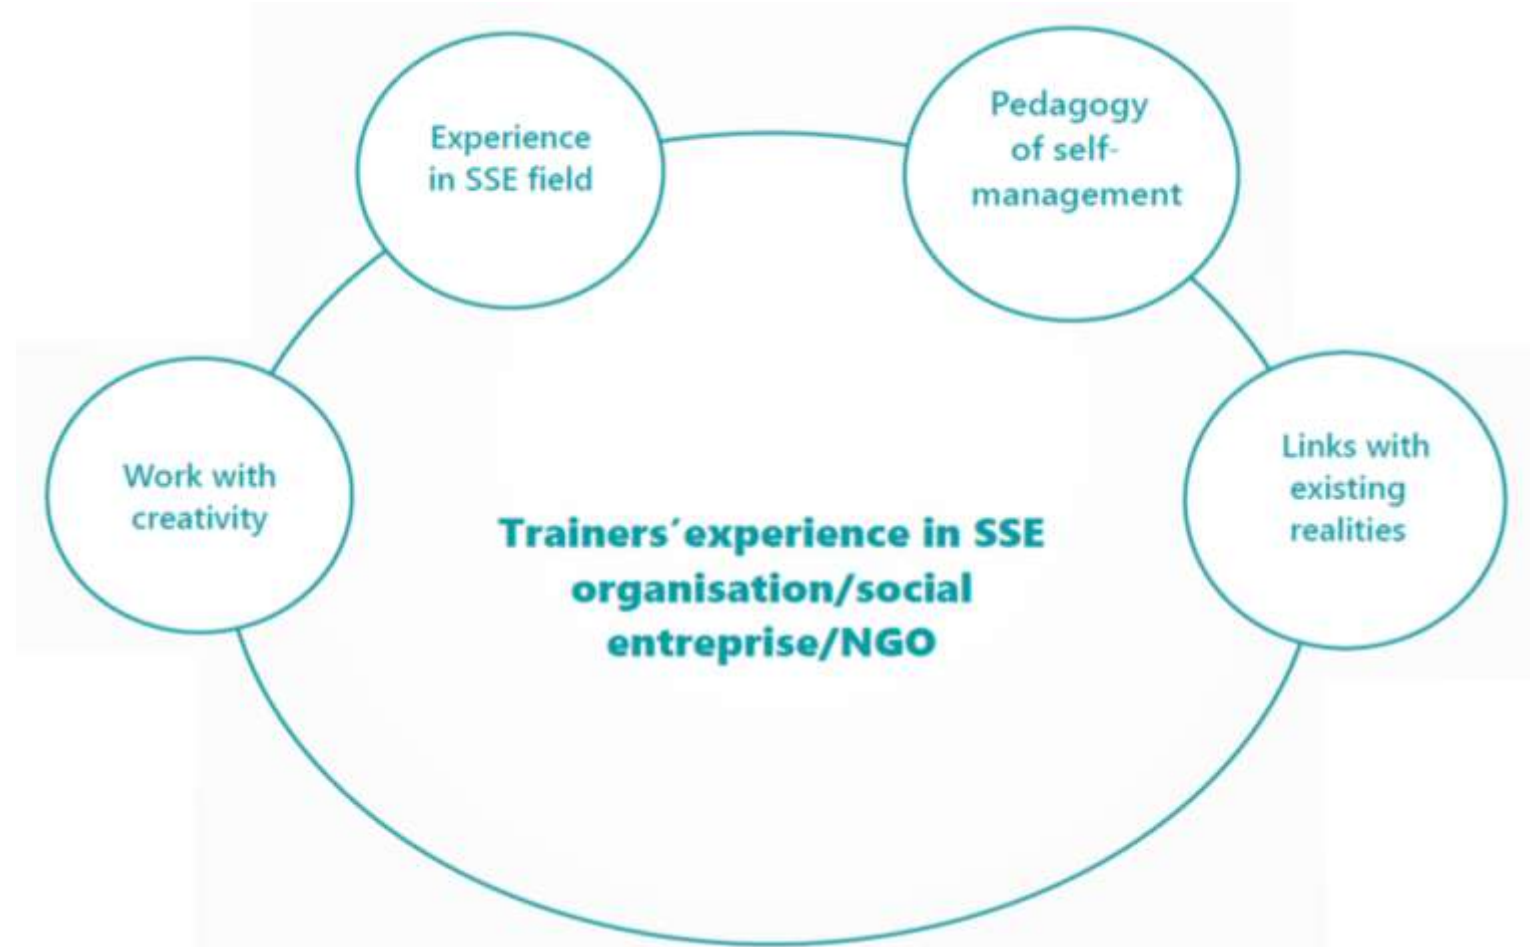 Experience
in SSE field
Pedagogy
of self-
management
Work with
creativity
Links with
existing
realities
Trainers´experience in SSE
organisation/social
entreprise/NGO